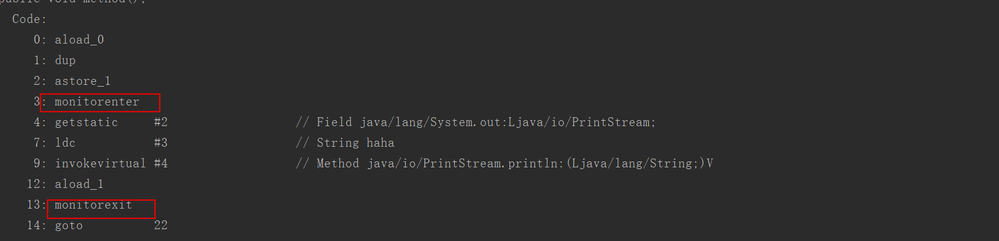 public void method();
Code:
0: aload_0
1: dup
2: astore_1
3: monitorenter
4: getstatic #2 // Field java/lang/System.out:Ljava/io/PrintStream;
7: ldc #3 // String haha
9: invokevirtual #4 // Method java/io/PrintStream.println:(Ljava/lang/String;)V
12: aload_1
13: monitorexit
14: goto 22